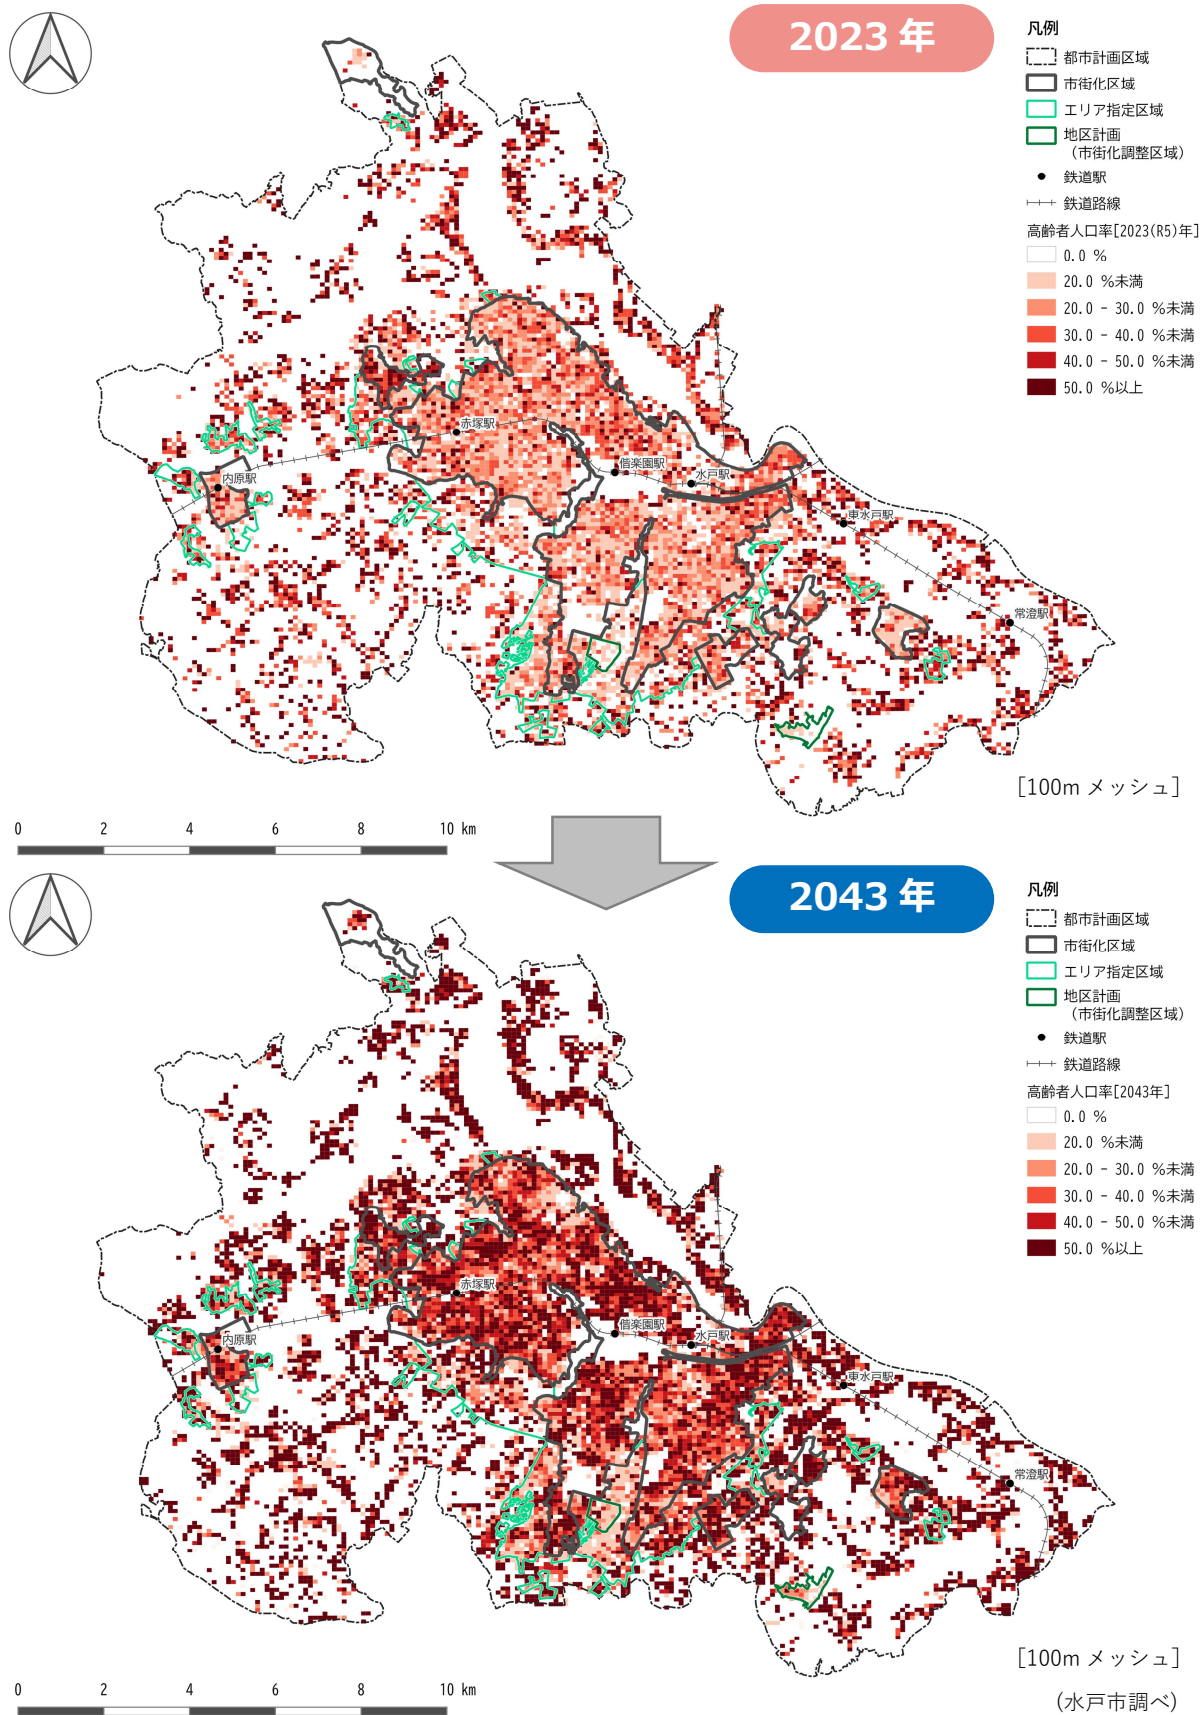 2023 年
凡例
都市計画区域
市街化区域
エリア指定区域
地区計画
（市街化調整区域）
鉄道駅
鉄道路線
高齢者人口率[2023(R5)年]
0.0 %
20.0 %未満
20.0 - 30.0 %未満
30.0 - 40.0 %未満
40.0 - 50.0 %未満
50.0 %以上
赤塚駅
偕楽園駅
水戸駅
内原駅
東水戸駅
常澄駅
[100m メッシュ]
0 2 4 6 8 10 km
2043 年
凡例
都市計画区域
市街化区域
エリア指定区域
地区計画
（市街化調整区域）
鉄道駅
鉄道路線
高齢者人口率[2043年]
0.0 %
20.0 %未満
20.0 - 30.0 %未満
30.0 - 40.0 %未満
40.0 - 50.0 %未満
50.0 %以上
赤塚駅
偕楽園駅
水戸駅
内原駅
東水戸駅
常澄駅
[100m メッシュ]
0 2 4 6 8 10 km
(水戸市調べ)